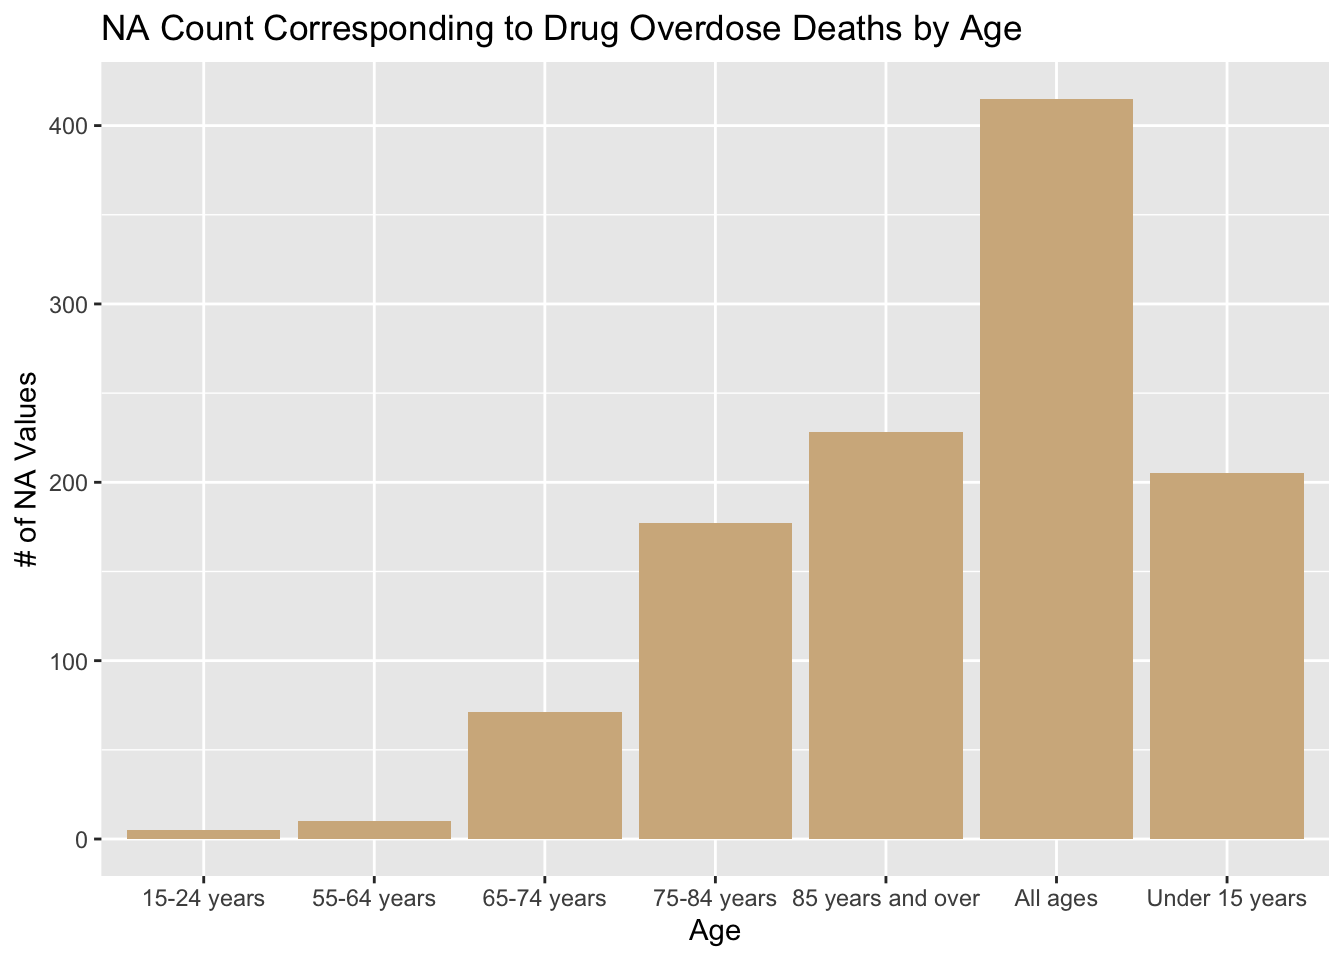 NA Count Corresponding to Drug Overdose Deaths by Age
# of NA Values
400
300
200
100
0
15-24 years
55-64 years
65-74 years
75-84 years
85 years and over
All ages
Under 15 years
Age